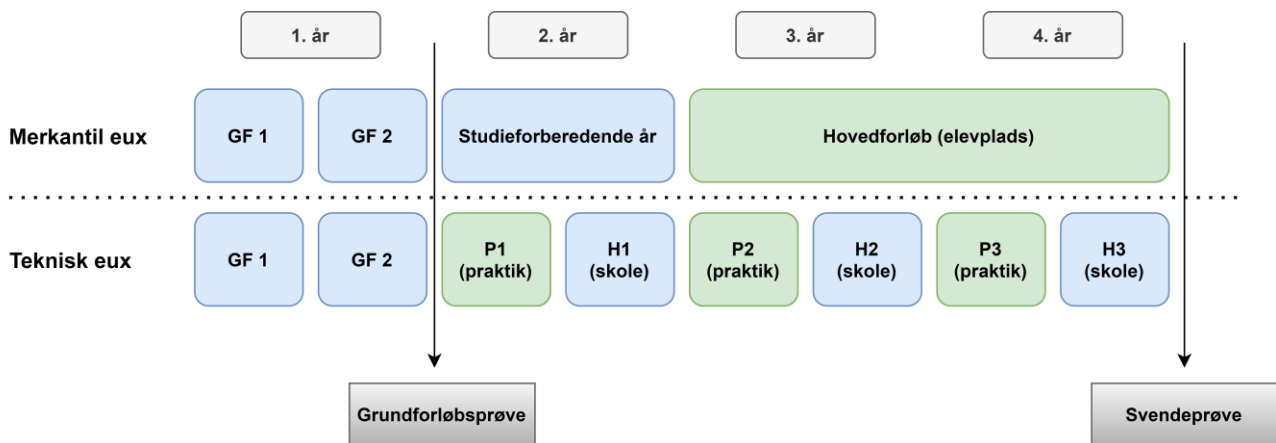 1. år
2. år
3. år
4. år
Merkantil eux
GF 1
GF 2
Studieforberedende år
Hovedforløb (elevplads)
Teknisk eux
GF 1
GF 2
P1
(praktik)
H1
(skole)
P2
(praktik)
H2
(skole)
P3
(praktik)
H3
(skole)
Grundforløbsprøve
Svendeprøve